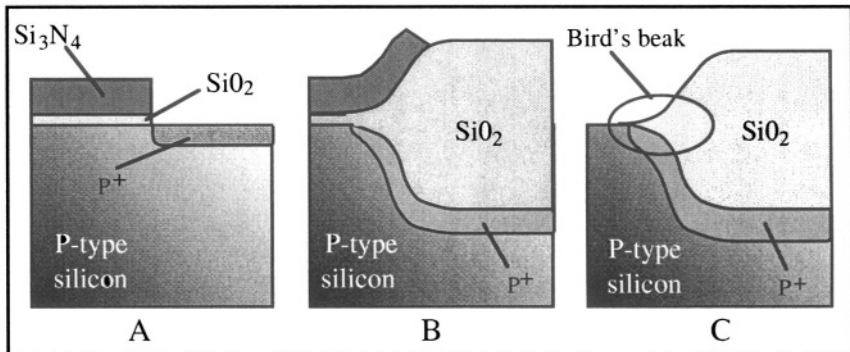 Si₃N₄
SiO₂
P⁺
P-type
silicon
A
SiO₂
P-type
silicon
P⁺
B
Bird's beak
SiO₂
P-type
silicon
P⁺
C